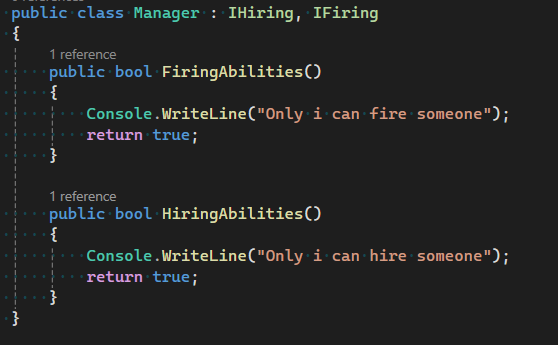 public class Manager : IHiring, IFiring
{
1 reference
public bool FiringAbilities()
{
Console.WriteLine("Only i can fire someone");
return true;
}
1 reference
public bool HiringAbilities()
{
Console.WriteLine("Only i can hire someone");
return true;
}
}